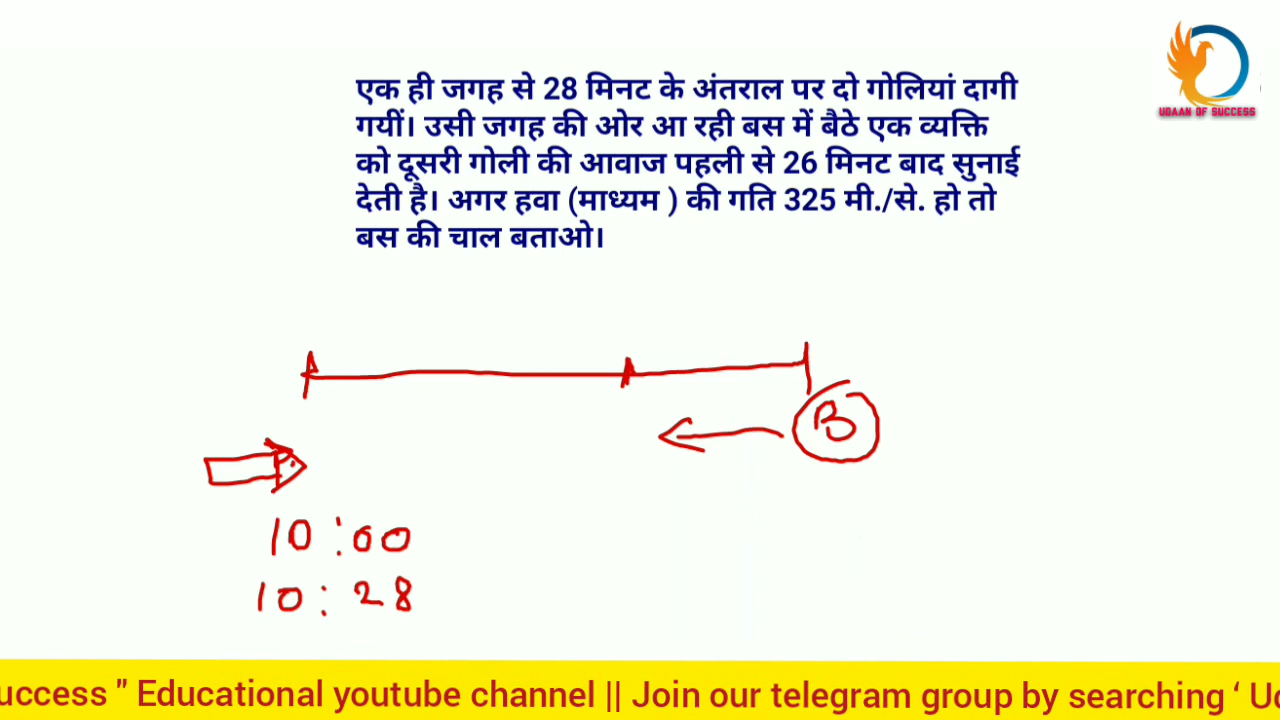 UDAAN OF SUCCESS
एक ही जगह से 28 मिनट के अंतराल पर दो गोलियां दागी
गयीं। उसी जगह की ओर आ रही बस में बैठे एक व्यक्ति
को दूसरी गोली की आवाज पहली से 26 मिनट बाद सुनाई
देती है। अगर हवा (माध्यम ) की गति 325 मी./से. हो तो
बस की चाल बताओ।
B
10:00
10:28
uccess " Educational youtube channel || Join our telegram group by searching ‘ Ud